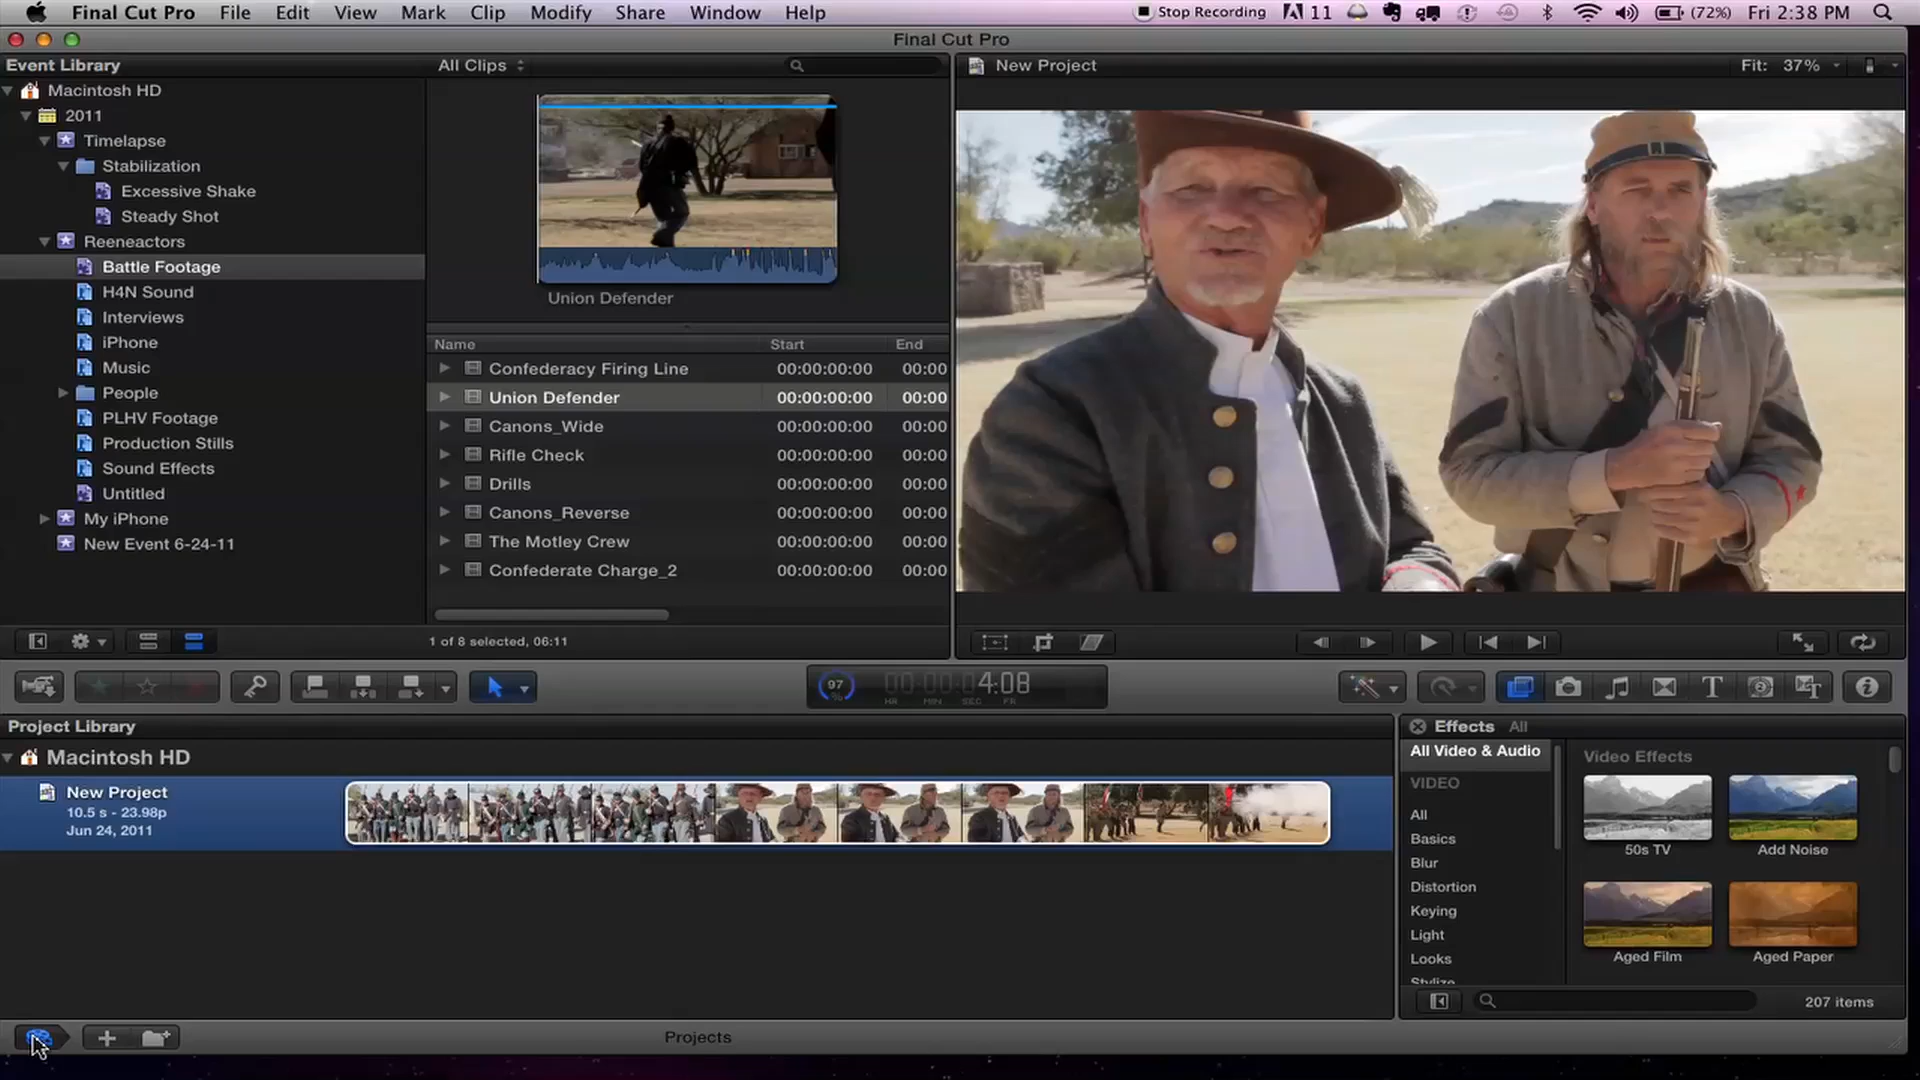 Final Cut Pro File Edit View Mark Clip Modify Share Window Help Stop Recording 11 (72%) Fri 2:38 PM
Final Cut Pro
Event Library
All Clips
New Project
Fit: 37%
Macintosh HD
2011
Timelapse
Stabilization
Excessive Shake
Steady Shot
Reeneactors
Battle Footage
H4N Sound
Interviews
iPhone
Music
People
PLHV Footage
Production Stills
Sound Effects
Untitled
My iPhone
New Event 6-24-11
Union Defender
Name Start End
Confederacy Firing Line 00:00:00:00 00:00
Union Defender 00:00:00:00 00:00
Canons_Wide 00:00:00:00 00:00
Rifle Check 00:00:00:00 00:00
Drills 00:00:00:00 00:00
Canons_Reverse 00:00:00:00 00:00
The Motley Crew 00:00:00:00 00:00
Confederate Charge_2 00:00:00:00 00:00
1 of 8 selected, 06:11
97
%
00:00:04:08
HR MIN SEC FR
Project Library
Macintosh HD
New Project
10.5 s - 23.98p
Jun 24, 2011
Effects All
All Video & Audio
VIDEO
All
Basics
Blur
Distortion
Keying
Light
Looks
Stylize
Video Effects
50s TV
Add Noise
Aged Film
Aged Paper
207 items
Projects